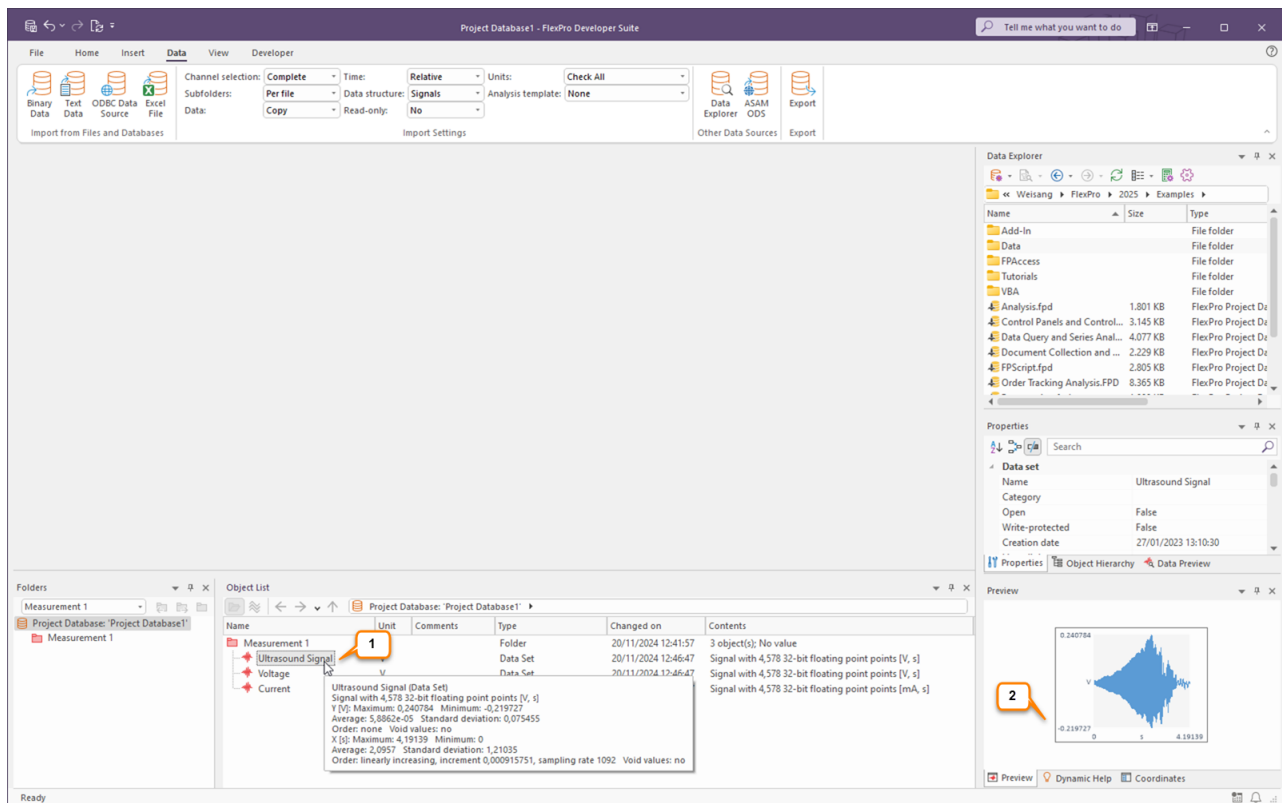 Project Database1 - FlexPro Developer Suite
Tell me what you want to do
File Home Insert Data View Developer
Binary Data
Text Data
ODBC Data Source
Excel File
Import from Files and Databases
Channel selection: Complete Time: Relative Units: Check All
Subfolders: Per file Data structure: Signals Analysis template: None
Data: Copy Read-only: No
Import Settings
Data Explorer
ASAM ODS
Other Data Sources
Export
Export
Data Explorer
« Weisang FlexPro 2025 Examples
Name Size Type
Add-In File folder
Data File folder
FPAccess File folder
Tutorials File folder
VBA File folder
Analysis.fpd 1.801 KB FlexPro Project Da
Control Panels and Control... 3.145 KB FlexPro Project Da
Data Query and Series Anal... 4.077 KB FlexPro Project Da
Document Collection and ... 2.229 KB FlexPro Project Da
FPScript.fpd 2.805 KB FlexPro Project Da
Order Tracking Analysis.FPD 8.365 KB FlexPro Project Da
Properties
Search
Data set
Name Ultrasound Signal
Category
Open False
Write-protected False
Creation date 27/01/2023 13:10:30
Properties Object Hierarchy Data Preview
Folders
Measurement 1
Project Database: 'Project Database1'
Measurement 1
Object List
Project Database: 'Project Database1'
Name Unit Comments Type Changed on Contents
Measurement 1 Folder 20/11/2024 12:41:57 3 object(s); No value
1
Ultrasound Signal Data Set 20/11/2024 12:46:47 Signal with 4,578 32-bit floating point points [V, s]
Voltage V Data Set 20/11/2024 12:46:47 Signal with 4,578 32-bit floating point points [V, s]
Current Signal with 4,578 32-bit floating point points [mA, s]
Ultrasound Signal (Data Set)
Signal with 4,578 32-bit floating point points [V, s]
Y [V]: Maximum: 0,240784 Minimum: -0,219727
Average: 5,8862e-05 Standard deviation: 0,075455
Order: none Void values: no
X [s]: Maximum: 4,19139 Minimum: 0
Average: 2,0957 Standard deviation: 1,21035
Order: linearly increasing, increment 0,000915751, sampling rate 1092 Void values: no
Preview
0.240784
V
2
-0.219727
0 s 4.19139
Preview Dynamic Help Coordinates
Ready